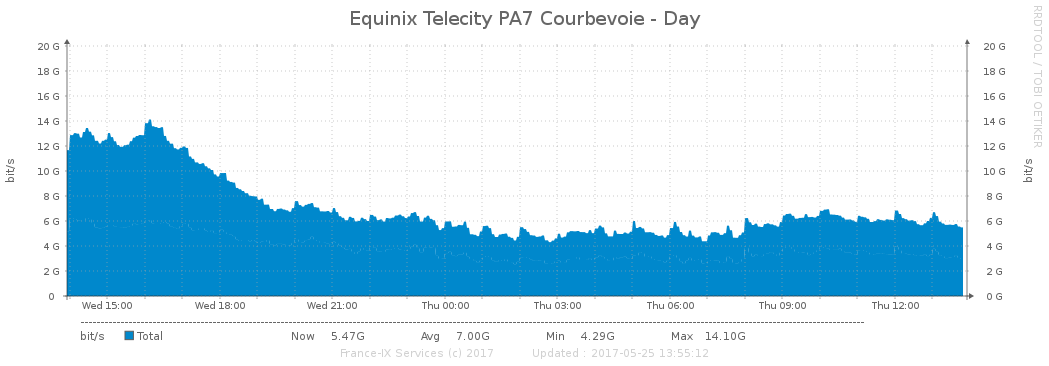 Equinix Telecity PA7 Courbevoie - Day
RRDTOOL / TOBI OETIKER
20 G 20 G
18 G 18 G
16 G 16 G
14 G 14 G
12 G 12 G
10 G 10 G
8 G 8 G
6 G 6 G
4 G 4 G
2 G 2 G
0 0 G
bit/s
bit/s
Wed 15:00 Wed 18:00 Wed 21:00 Thu 00:00 Thu 03:00 Thu 06:00 Thu 09:00 Thu 12:00
bit/s Total Now 5.47G Avg 7.00G Min 4.29G Max 14.10G
France-IX Services (c) 2017 Updated : 2017-05-25 13:55:12